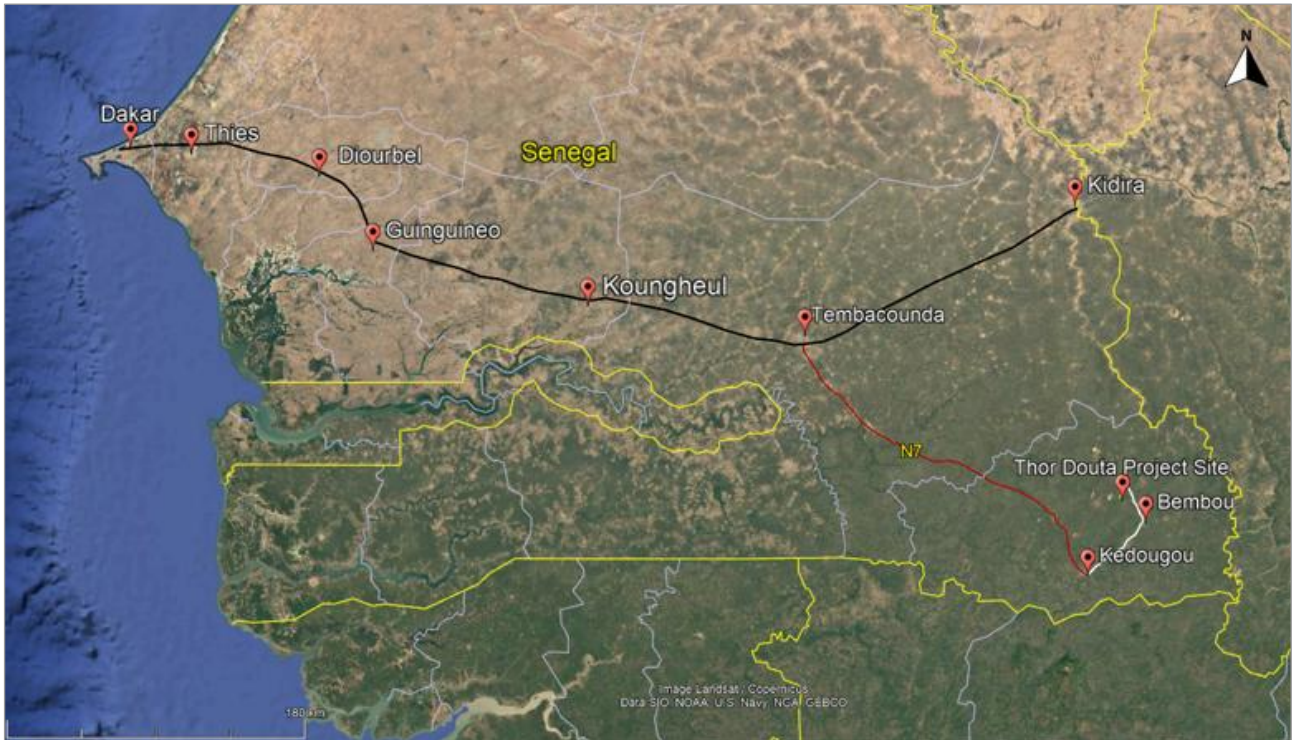 N
Dakar
Thies
Diourbel
Senegal
Kidira
Guinguineo
Koungheul
Tembacounda
N7
Thor Douta Project Site
Bembou
Kedougou
Image Landsat / Copernicus
Data SIO, NOAA, U.S. Navy, NGA, GEBCO
180 km